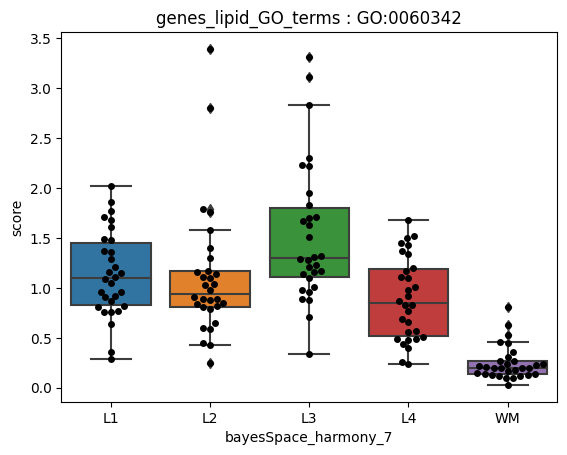 genes_lipid_GO_terms : GO:0060342
3.5
3.0
2.5
2.0
1.5
1.0
0.5
0.0
score
L1 L2 L3 L4 WM
bayesSpace_harmony_7